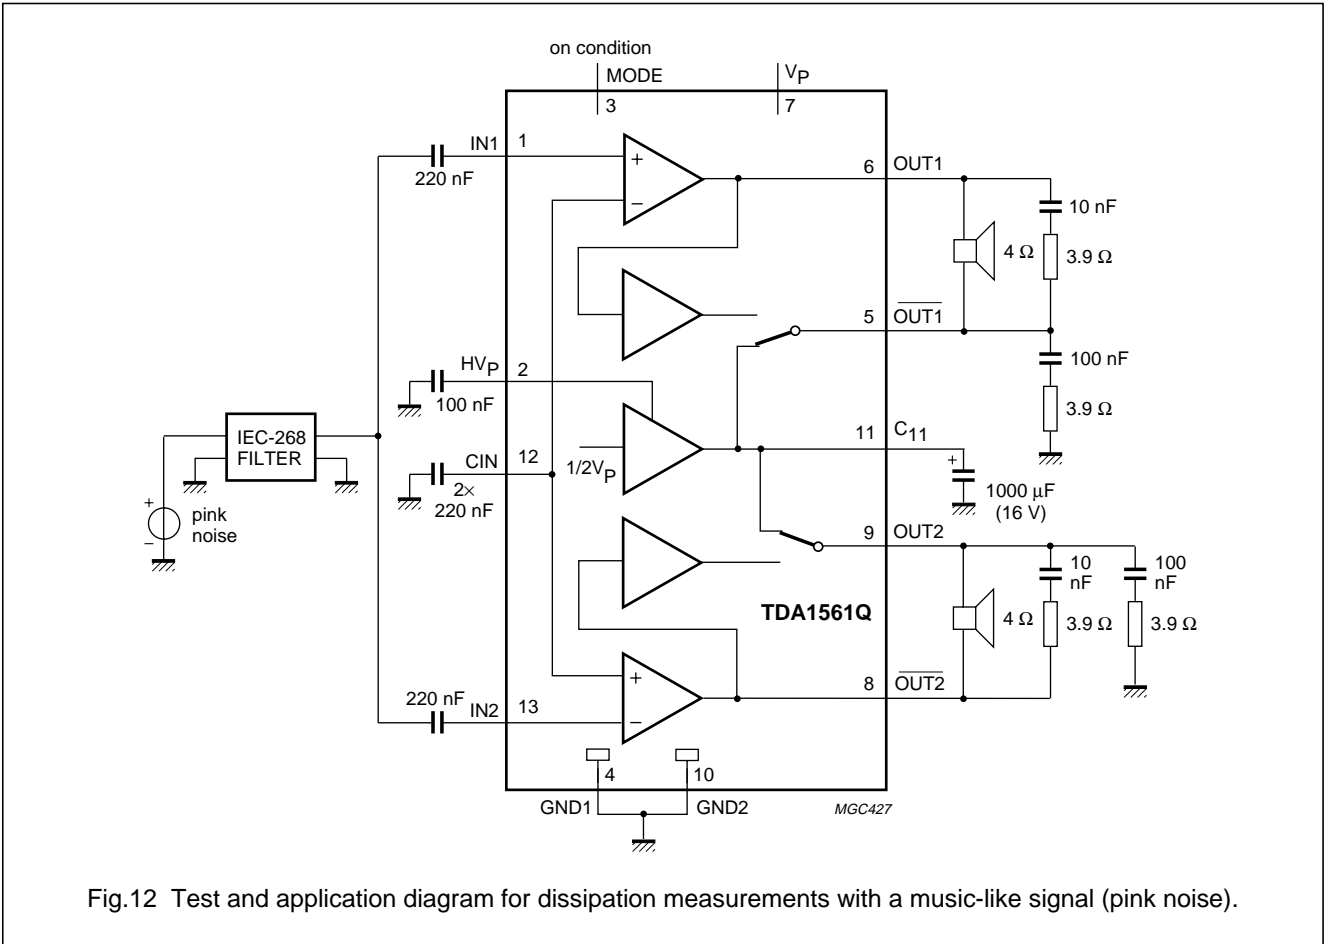 on condition
MODE
VP
3
7
IN1
1
220 nF
6
OUT1
10 nF
4 Ω
3.9 Ω
5
OUT1
HVP
2
100 nF
100 nF
3.9 Ω
IEC-268
FILTER
11
C11
CIN
12
1/2VP
2×
220 nF
+
1000 μF
(16 V)
+
pink
noise
−
9
OUT2
10
nF
100
nF
TDA1561Q
4 Ω
3.9 Ω
3.9 Ω
+
−
+
−
8
OUT2
220 nF
IN2
13
4
10
GND1
GND2
MGC427
Fig.12 Test and application diagram for dissipation measurements with a music-like signal (pink noise).